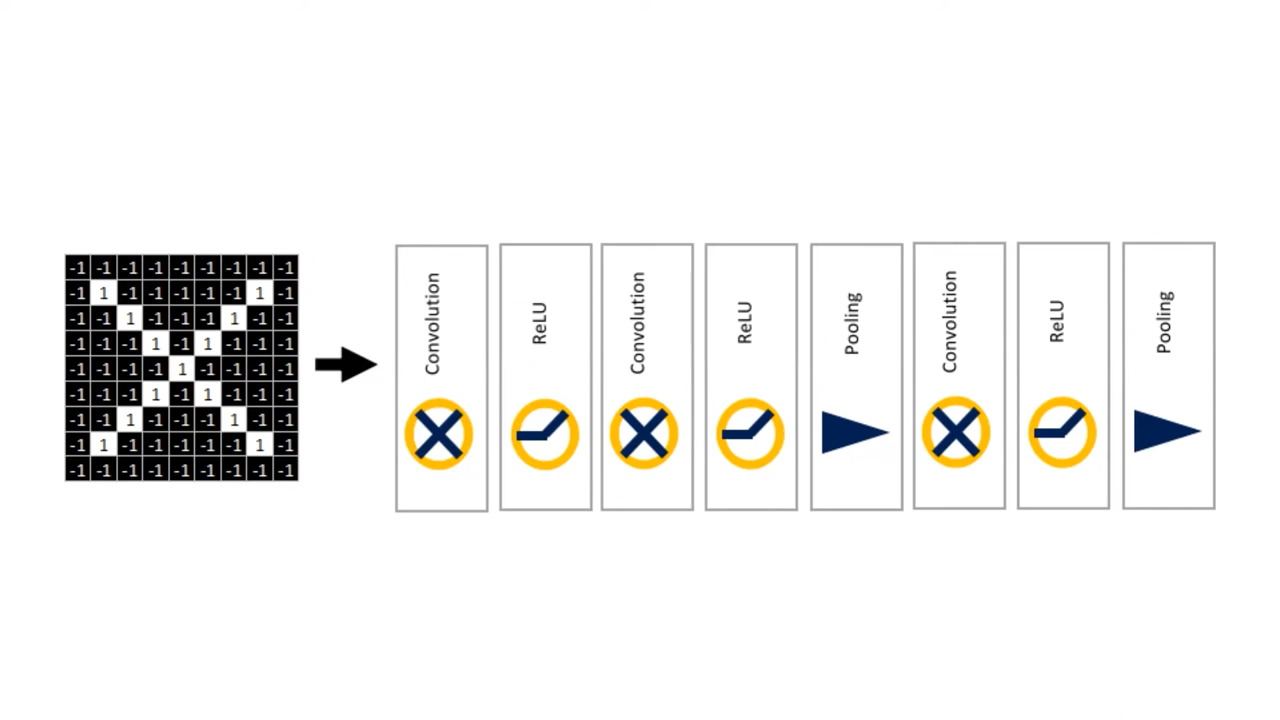 -1 -1 -1 -1 -1 -1 -1 -1 -1
-1 1 -1 -1 -1 -1 -1 1 -1
-1 -1 1 -1 -1 -1 1 -1 -1
-1 -1 -1 1 -1 1 -1 -1 -1
-1 -1 -1 -1 1 -1 -1 -1 -1
-1 -1 -1 1 -1 1 -1 -1 -1
-1 -1 1 -1 -1 -1 1 -1 -1
-1 1 -1 -1 -1 -1 -1 1 -1
-1 -1 -1 -1 -1 -1 -1 -1 -1
Convolution
ReLU
Convolution
ReLU
Pooling
Convolution
ReLU
Pooling